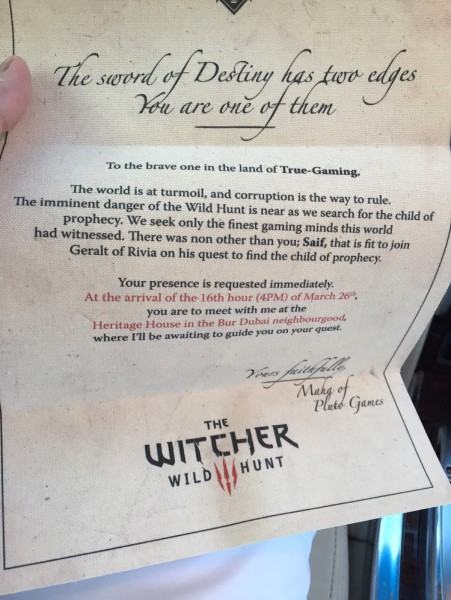 The sword of Destiny has two edges
You are one of them
To the brave one in the land of True-Gaming,
The world is at turmoil, and corruption is the way to rule.
The imminent danger of the Wild Hunt is near as we search for the child of
prophecy. We seek only the finest gaming minds this world
had witnessed. There was non other than you; Saif, that is fit to join
Geralt of Rivia on his quest to find the child of prophecy.
Your presence is requested immediately.
At the arrival of the 16th hour (4PM) of March 26th,
you are to meet with me at the
Heritage House in the Bur Dubai neighbourgood,
where I'll be awaiting to guide you on your quest.
Yours faithfully,
Mahg of
Pluto Games
THE
WITCHER
WILD HUNT